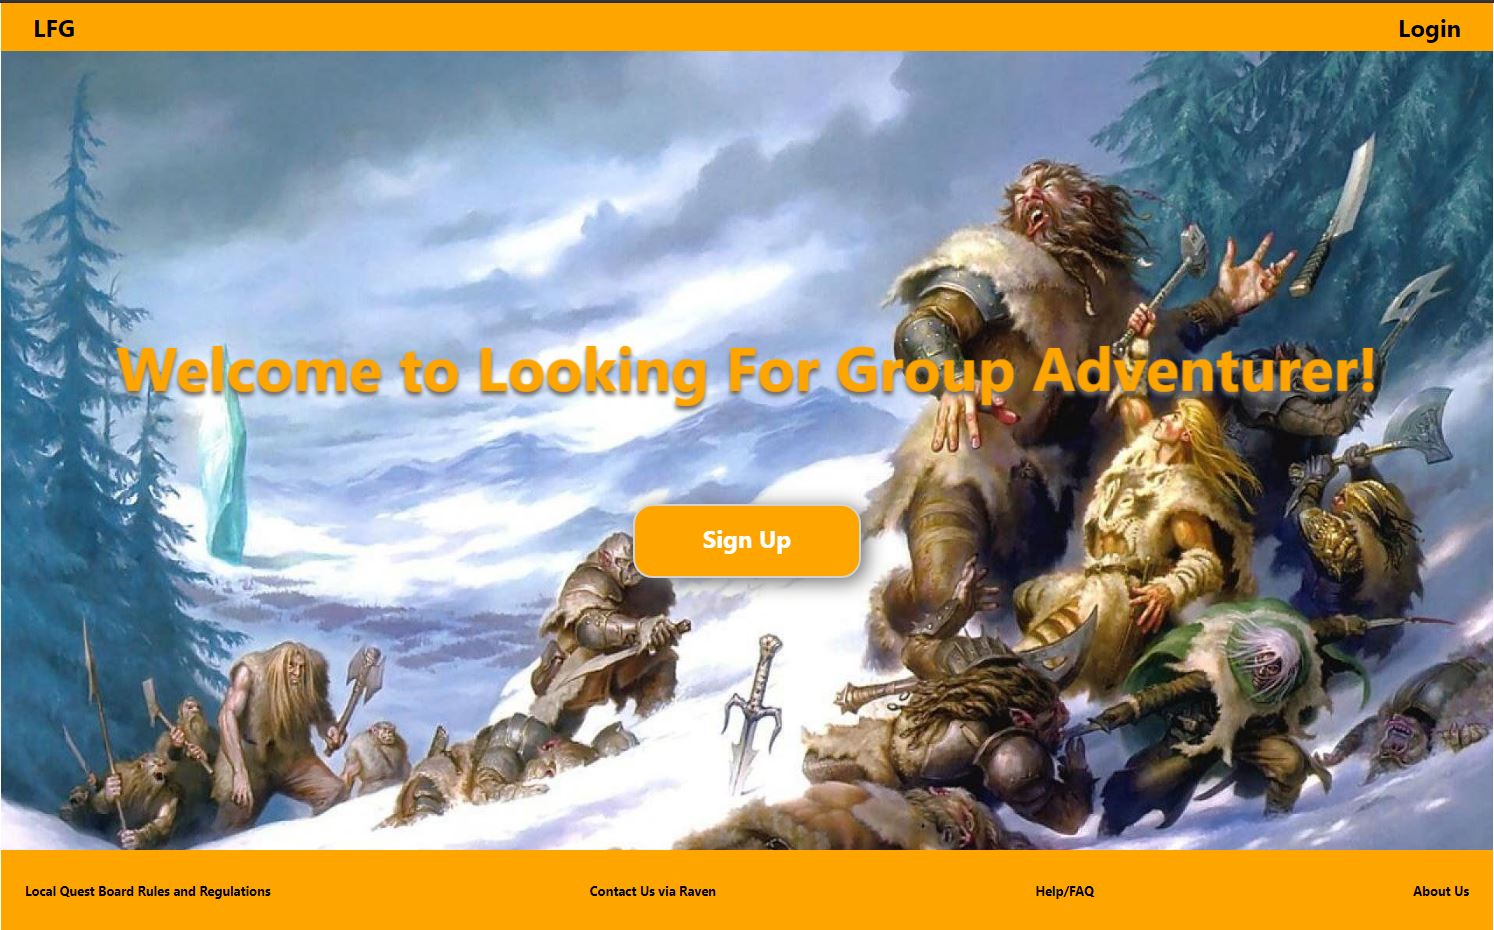 LFG
Login
Welcome to Looking For Group Adventurer!
Sign Up
Local Quest Board Rules and Regulations
Contact Us via Raven
Help/FAQ
About Us